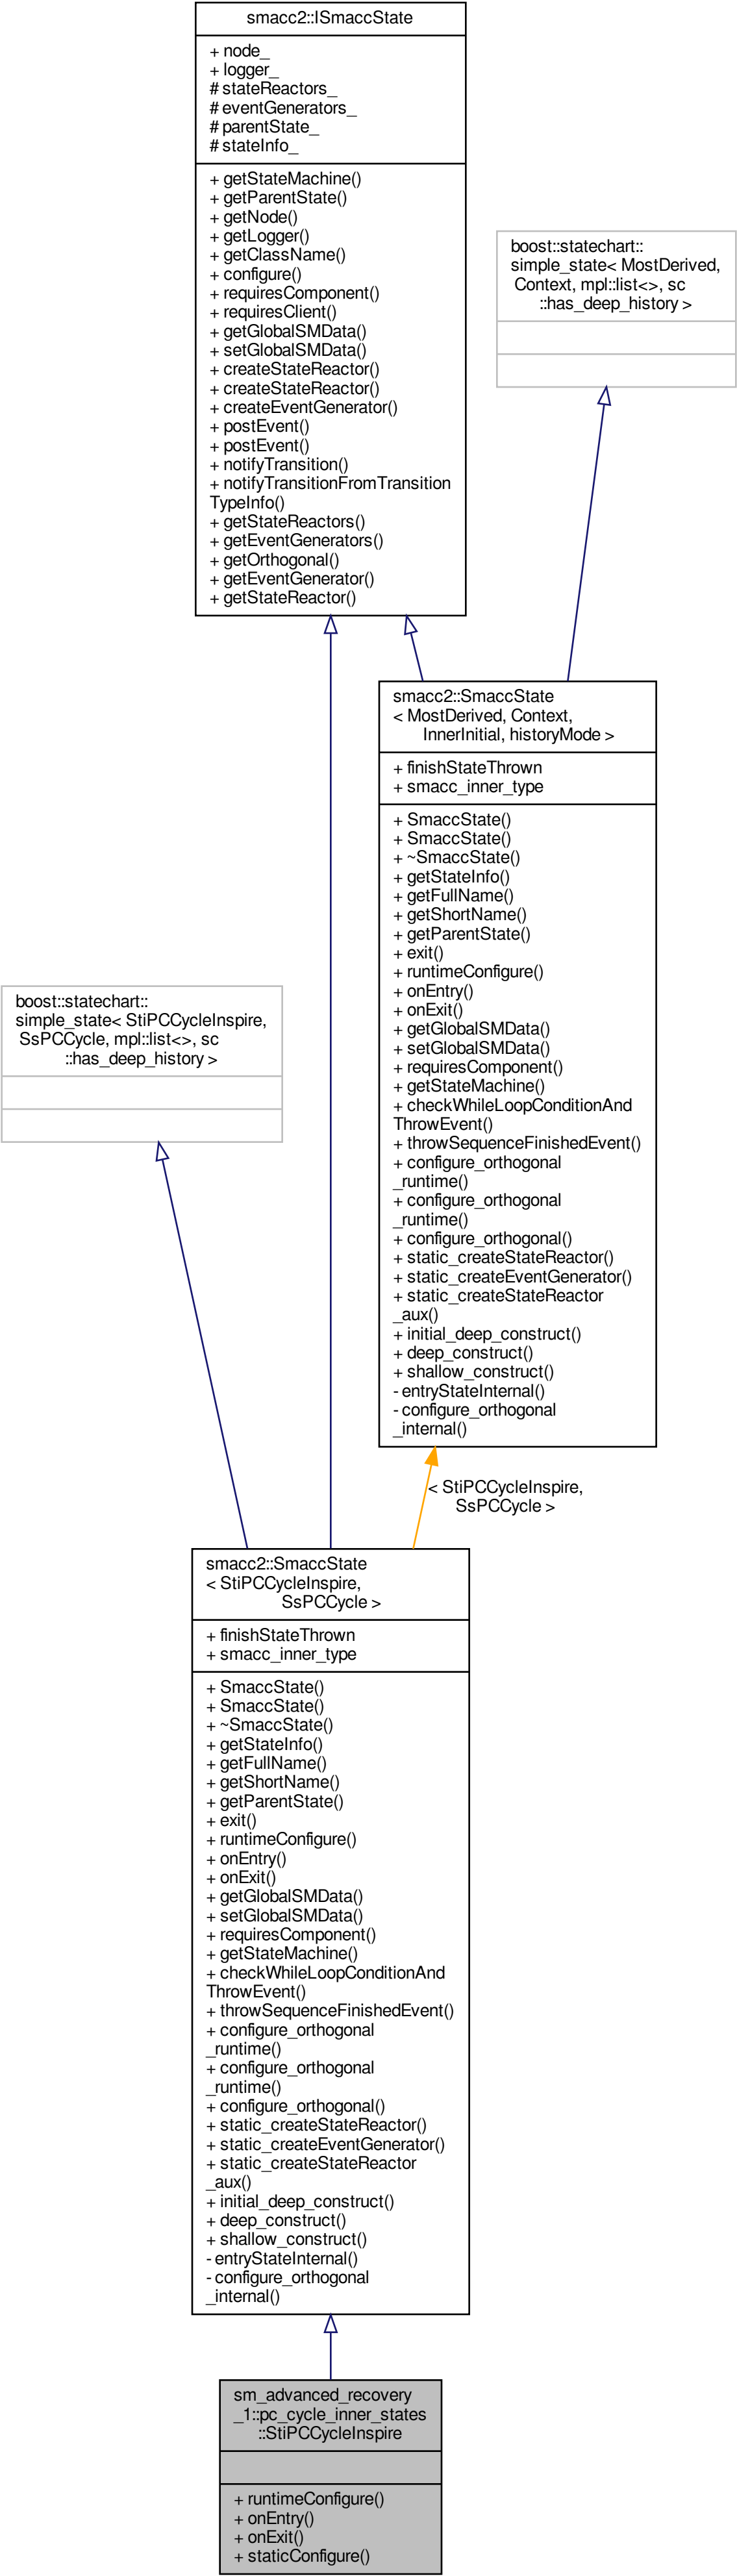 smacc2::ISmaccState
+ node_
+ logger_
# stateReactors_
# eventGenerators_
# parentState_
# stateInfo_
+ getStateMachine()
+ getParentState()
+ getNode()
+ getLogger()
+ getClassName()
+ configure()
+ requiresComponent()
+ requiresClient()
+ getGlobalSMData()
+ setGlobalSMData()
+ createStateReactor()
+ createStateReactor()
+ createEventGenerator()
+ postEvent()
+ postEvent()
+ notifyTransition()
+ notifyTransitionFromTransition
TypeInfo()
+ getStateReactors()
+ getEventGenerators()
+ getOrthogonal()
+ getEventGenerator()
+ getStateReactor()
boost::statechart::
simple_state< MostDerived,
Context, mpl::list<>, sc
::has_deep_history >
smacc2::SmaccState
< MostDerived, Context,
InnerInitial, historyMode >
+ finishStateThrown
+ smacc_inner_type
+ SmaccState()
+ SmaccState()
+ ~SmaccState()
+ getStateInfo()
+ getFullName()
+ getShortName()
+ getParentState()
+ exit()
+ runtimeConfigure()
+ onEntry()
+ onExit()
+ getGlobalSMData()
+ setGlobalSMData()
+ requiresComponent()
+ getStateMachine()
+ checkWhileLoopConditionAnd
ThrowEvent()
+ throwSequenceFinishedEvent()
+ configure_orthogonal
_runtime()
+ configure_orthogonal
_runtime()
+ configure_orthogonal()
+ static_createStateReactor()
+ static_createEventGenerator()
+ static_createStateReactor
_aux()
+ initial_deep_construct()
+ deep_construct()
+ shallow_construct()
- entryStateInternal()
- configure_orthogonal
_internal()
boost::statechart::
simple_state< StiPCCycleInspire,
SsPCCycle, mpl::list<>, sc
::has_deep_history >
< StiPCCycleInspire,
SsPCCycle >
smacc2::SmaccState
< StiPCCycleInspire,
SsPCCycle >
+ finishStateThrown
+ smacc_inner_type
+ SmaccState()
+ SmaccState()
+ ~SmaccState()
+ getStateInfo()
+ getFullName()
+ getShortName()
+ getParentState()
+ exit()
+ runtimeConfigure()
+ onEntry()
+ onExit()
+ getGlobalSMData()
+ setGlobalSMData()
+ requiresComponent()
+ getStateMachine()
+ checkWhileLoopConditionAnd
ThrowEvent()
+ throwSequenceFinishedEvent()
+ configure_orthogonal
_runtime()
+ configure_orthogonal
_runtime()
+ configure_orthogonal()
+ static_createStateReactor()
+ static_createEventGenerator()
+ static_createStateReactor
_aux()
+ initial_deep_construct()
+ deep_construct()
+ shallow_construct()
- entryStateInternal()
- configure_orthogonal
_internal()
sm_advanced_recovery
_1::pc_cycle_inner_states
::StiPCCycleInspire
+ runtimeConfigure()
+ onEntry()
+ onExit()
+ staticConfigure()